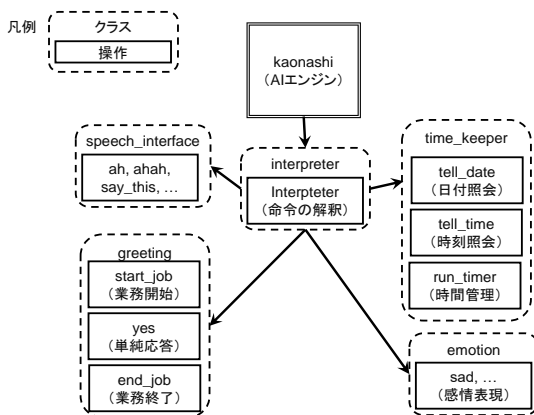 凡例
クラス
操作
kaonashi
（AIエンジン）
speech_interface
ah, ahah,
say_this, …
interpreter
Interpteter
（命令の解釈）
time_keeper
tell_date
（日付照会）
tell_time
（時刻照会）
run_timer
（時間管理）
greeting
start_job
（業務開始）
yes
（単純応答）
end_job
（業務終了）
emotion
sad, …
（感情表現）